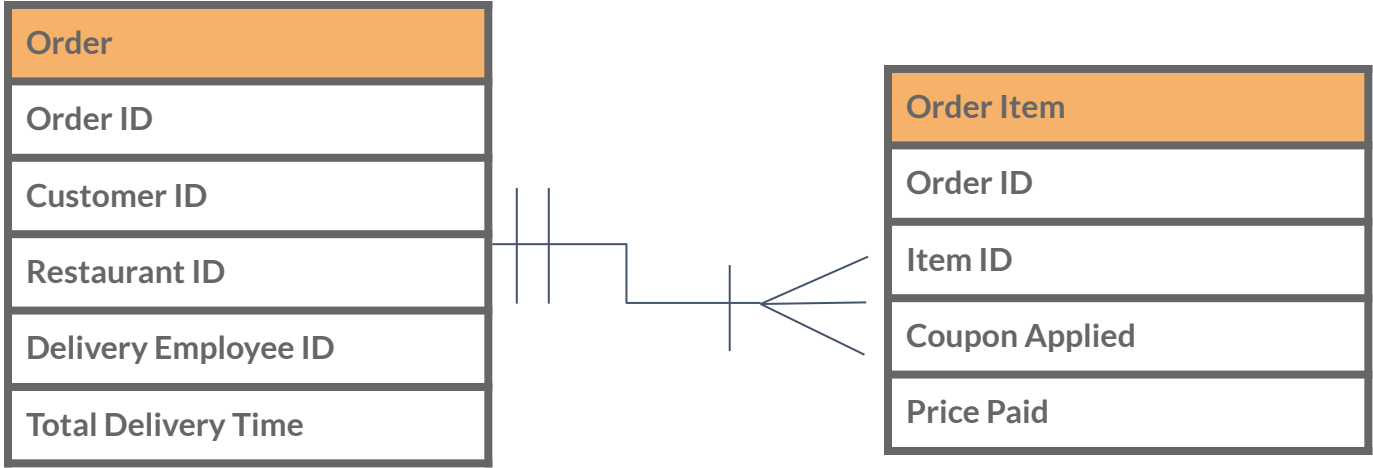 Order
Order ID
Customer ID
Restaurant ID
Delivery Employee ID
Total Delivery Time
Order Item
Order ID
Item ID
Coupon Applied
Price Paid